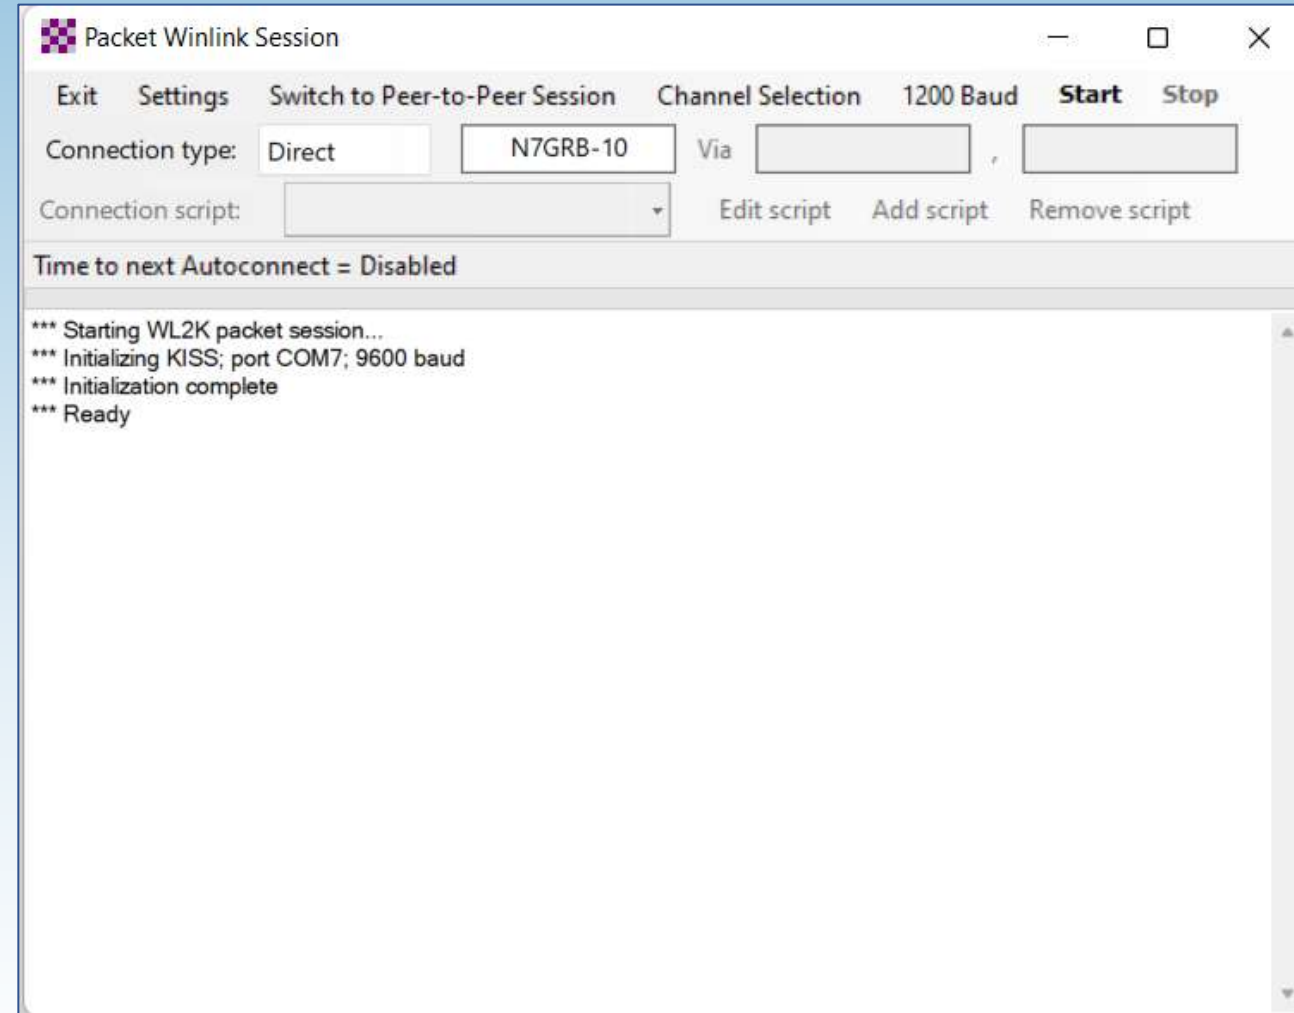 Packet Winlink Session
Exit Settings Switch to Peer-to-Peer Session Channel Selection 1200 Baud Start Stop
Connection type: Direct N7GRB-10 Via ,
Connection script: Edit script Add script Remove script
Time to next Autoconnect = Disabled
*** Starting WL2K packet session...
*** Initializing KISS; port COM7; 9600 baud
*** Initialization complete
*** Ready